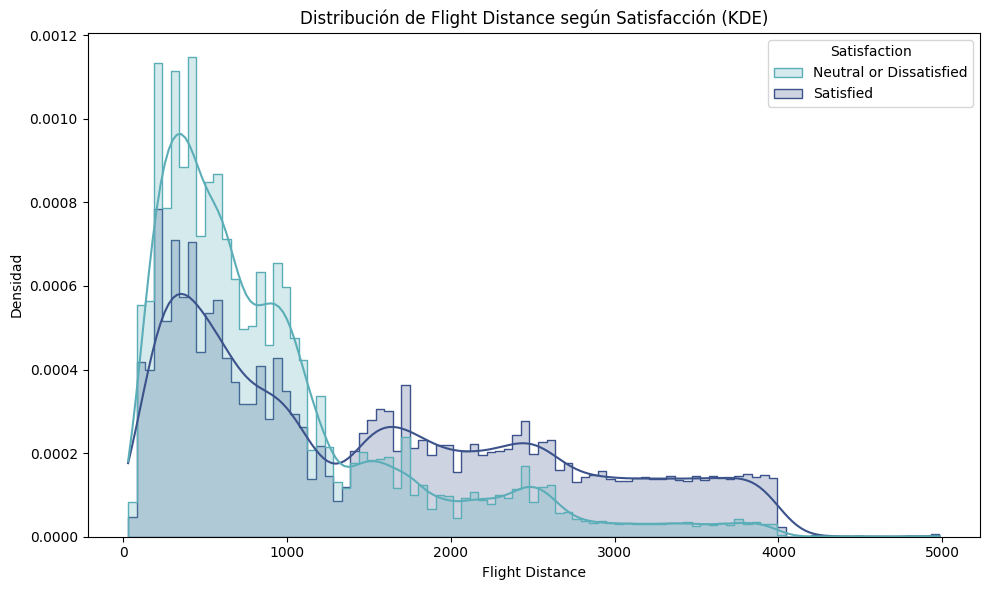 Distribución de Flight Distance según Satisfacción (KDE)
Satisfaction
Neutral or Dissatisfied
Satisfied
Densidad
0.0012
0.0010
0.0008
0.0006
0.0004
0.0002
0.0000
0 1000 2000 3000 4000 5000
Flight Distance